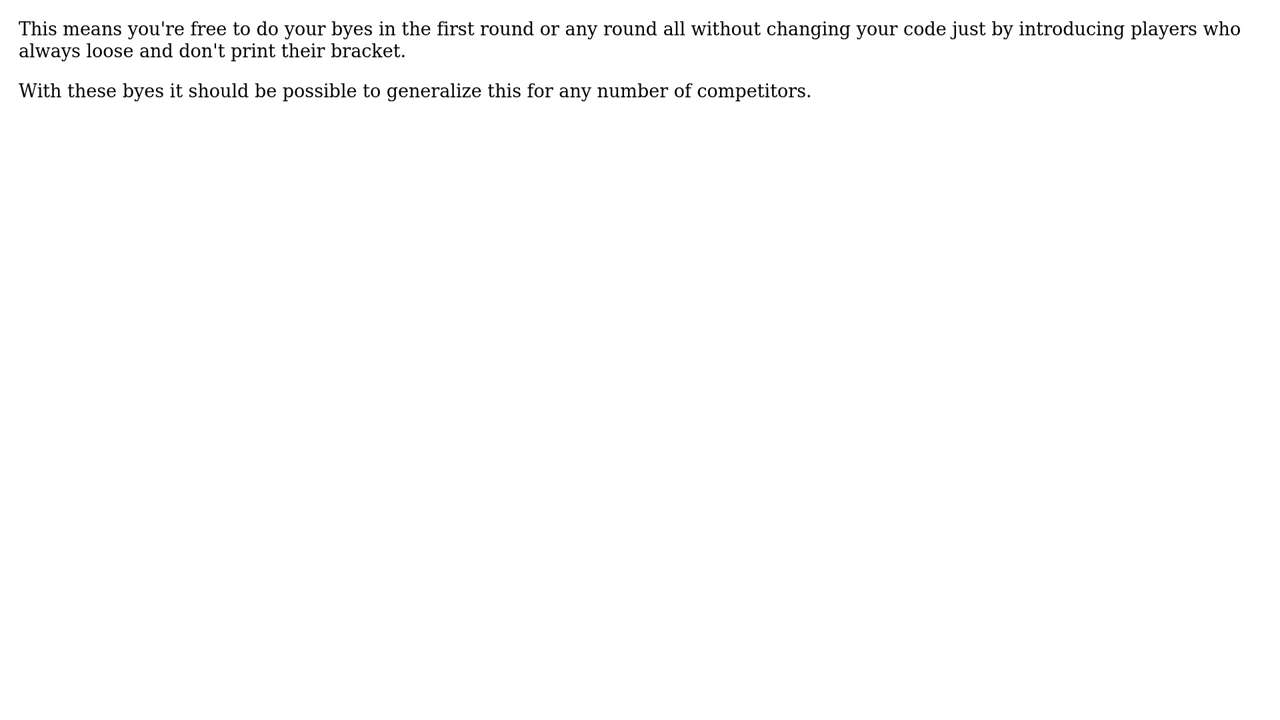 This means you're free to do your byes in the first round or any round all without changing your code just by introducing players who
always loose and don't print their bracket.
With these byes it should be possible to generalize this for any number of competitors.